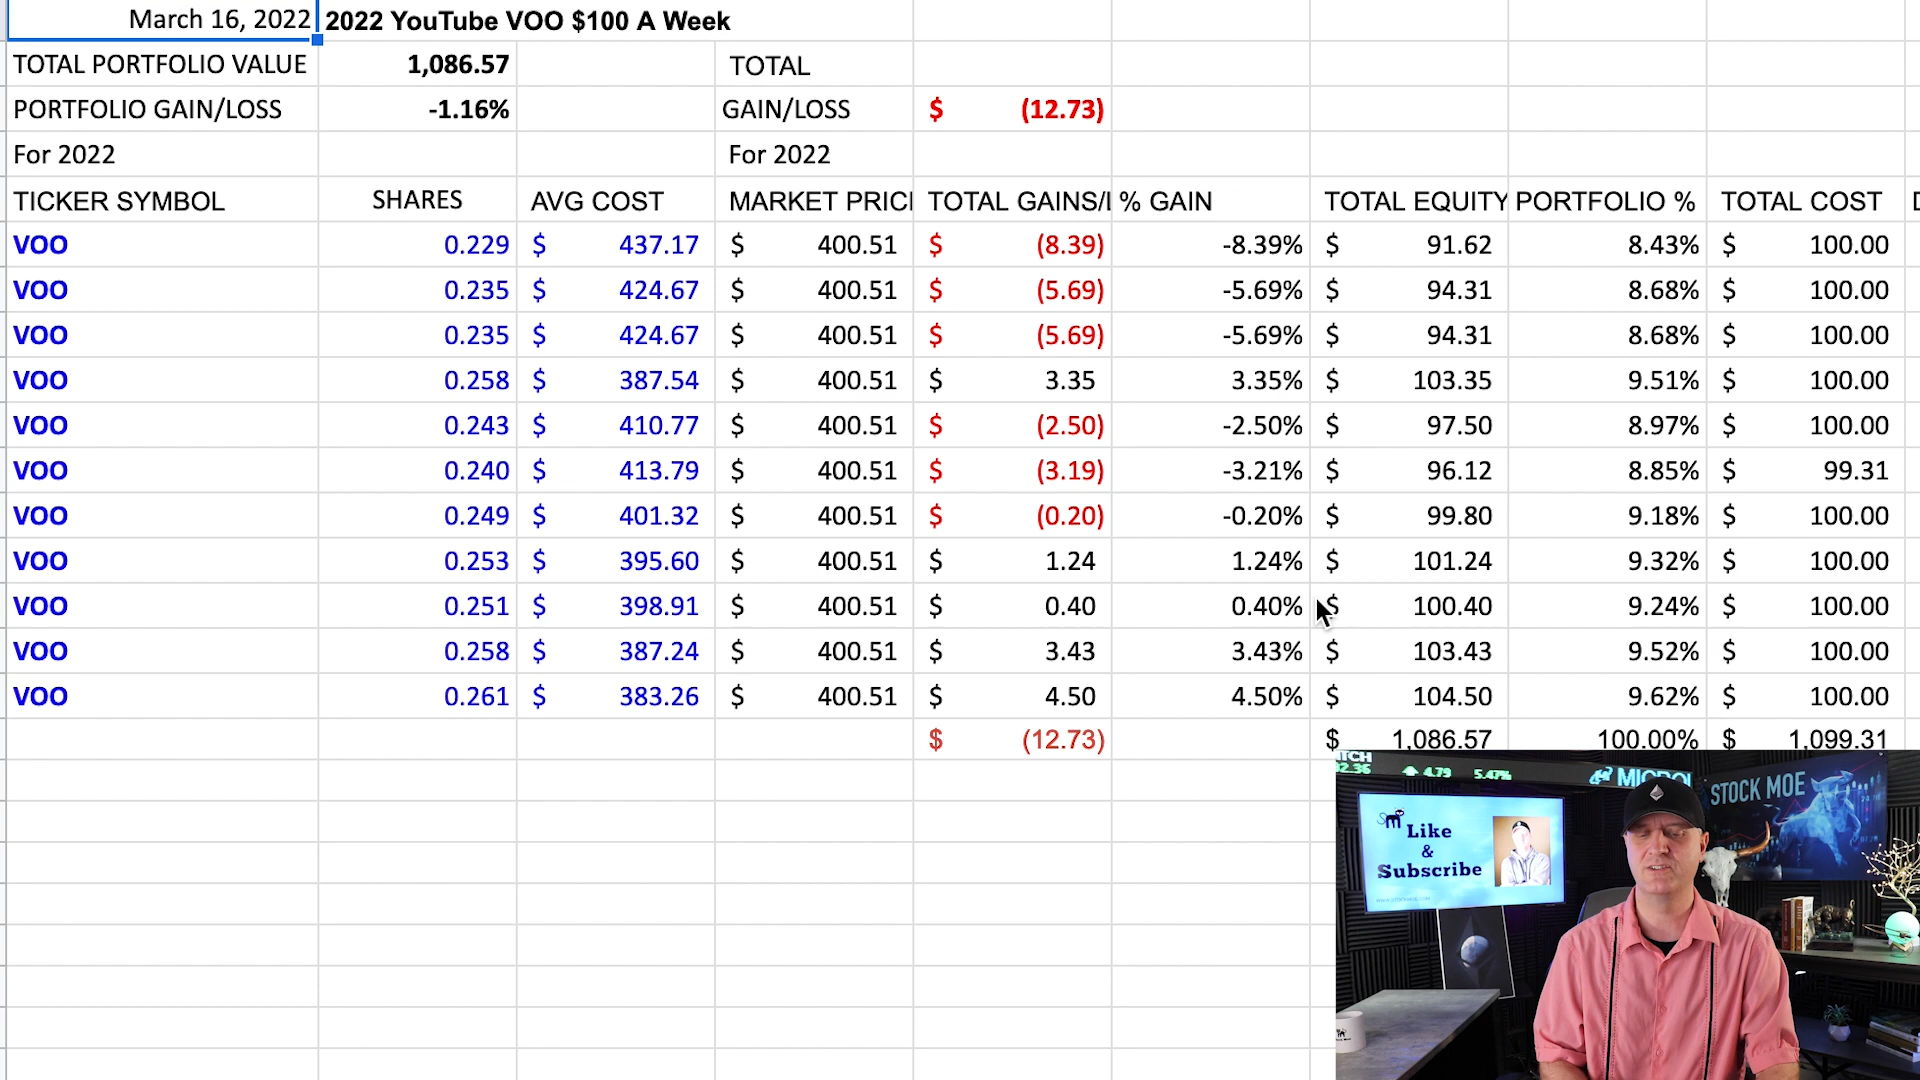 March 16, 2022 2022 YouTube VOO $100 A Week
TOTAL PORTFOLIO VALUE 1,086.57 TOTAL
PORTFOLIO GAIN/LOSS -1.16% GAIN/LOSS $ (12.73)
For 2022 For 2022
TICKER SYMBOL SHARES AVG COST MARKET PRICI TOTAL GAINS/L % GAIN TOTAL EQUITY PORTFOLIO % TOTAL COST
VOO 0.229 $ 437.17 $ 400.51 $ (8.39) -8.39% $ 91.62 8.43% $ 100.00
VOO 0.235 $ 424.67 $ 400.51 $ (5.69) -5.69% $ 94.31 8.68% $ 100.00
VOO 0.235 $ 424.67 $ 400.51 $ (5.69) -5.69% $ 94.31 8.68% $ 100.00
VOO 0.258 $ 387.54 $ 400.51 $ 3.35 3.35% $ 103.35 9.51% $ 100.00
VOO 0.243 $ 410.77 $ 400.51 $ (2.50) -2.50% $ 97.50 8.97% $ 100.00
VOO 0.240 $ 413.79 $ 400.51 $ (3.19) -3.21% $ 96.12 8.85% $ 99.31
VOO 0.249 $ 401.32 $ 400.51 $ (0.20) -0.20% $ 99.80 9.18% $ 100.00
VOO 0.253 $ 395.60 $ 400.51 $ 1.24 1.24% $ 101.24 9.32% $ 100.00
VOO 0.251 $ 398.91 $ 400.51 $ 0.40 0.40% $ 100.40 9.24% $ 100.00
VOO 0.258 $ 387.24 $ 400.51 $ 3.43 3.43% $ 103.43 9.52% $ 100.00
VOO 0.261 $ 383.26 $ 400.51 $ 4.50 4.50% $ 104.50 9.62% $ 100.00
$ (12.73) $ 1,086.57 100.00% $ 1,099.31
4.79 5.47%
STOCK MOE
Like
&
Subscribe